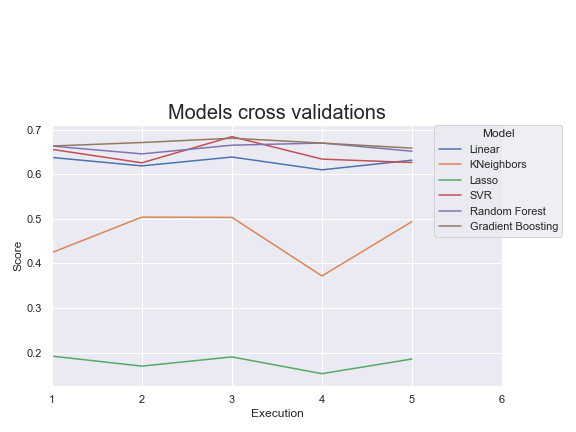 Models cross validations
Model
Linear
KNeighbors
Lasso
SVR
Random Forest
Gradient Boosting
0.7
0.6
0.5
0.4
0.3
0.2
Score
1 2 3 4 5 6
Execution